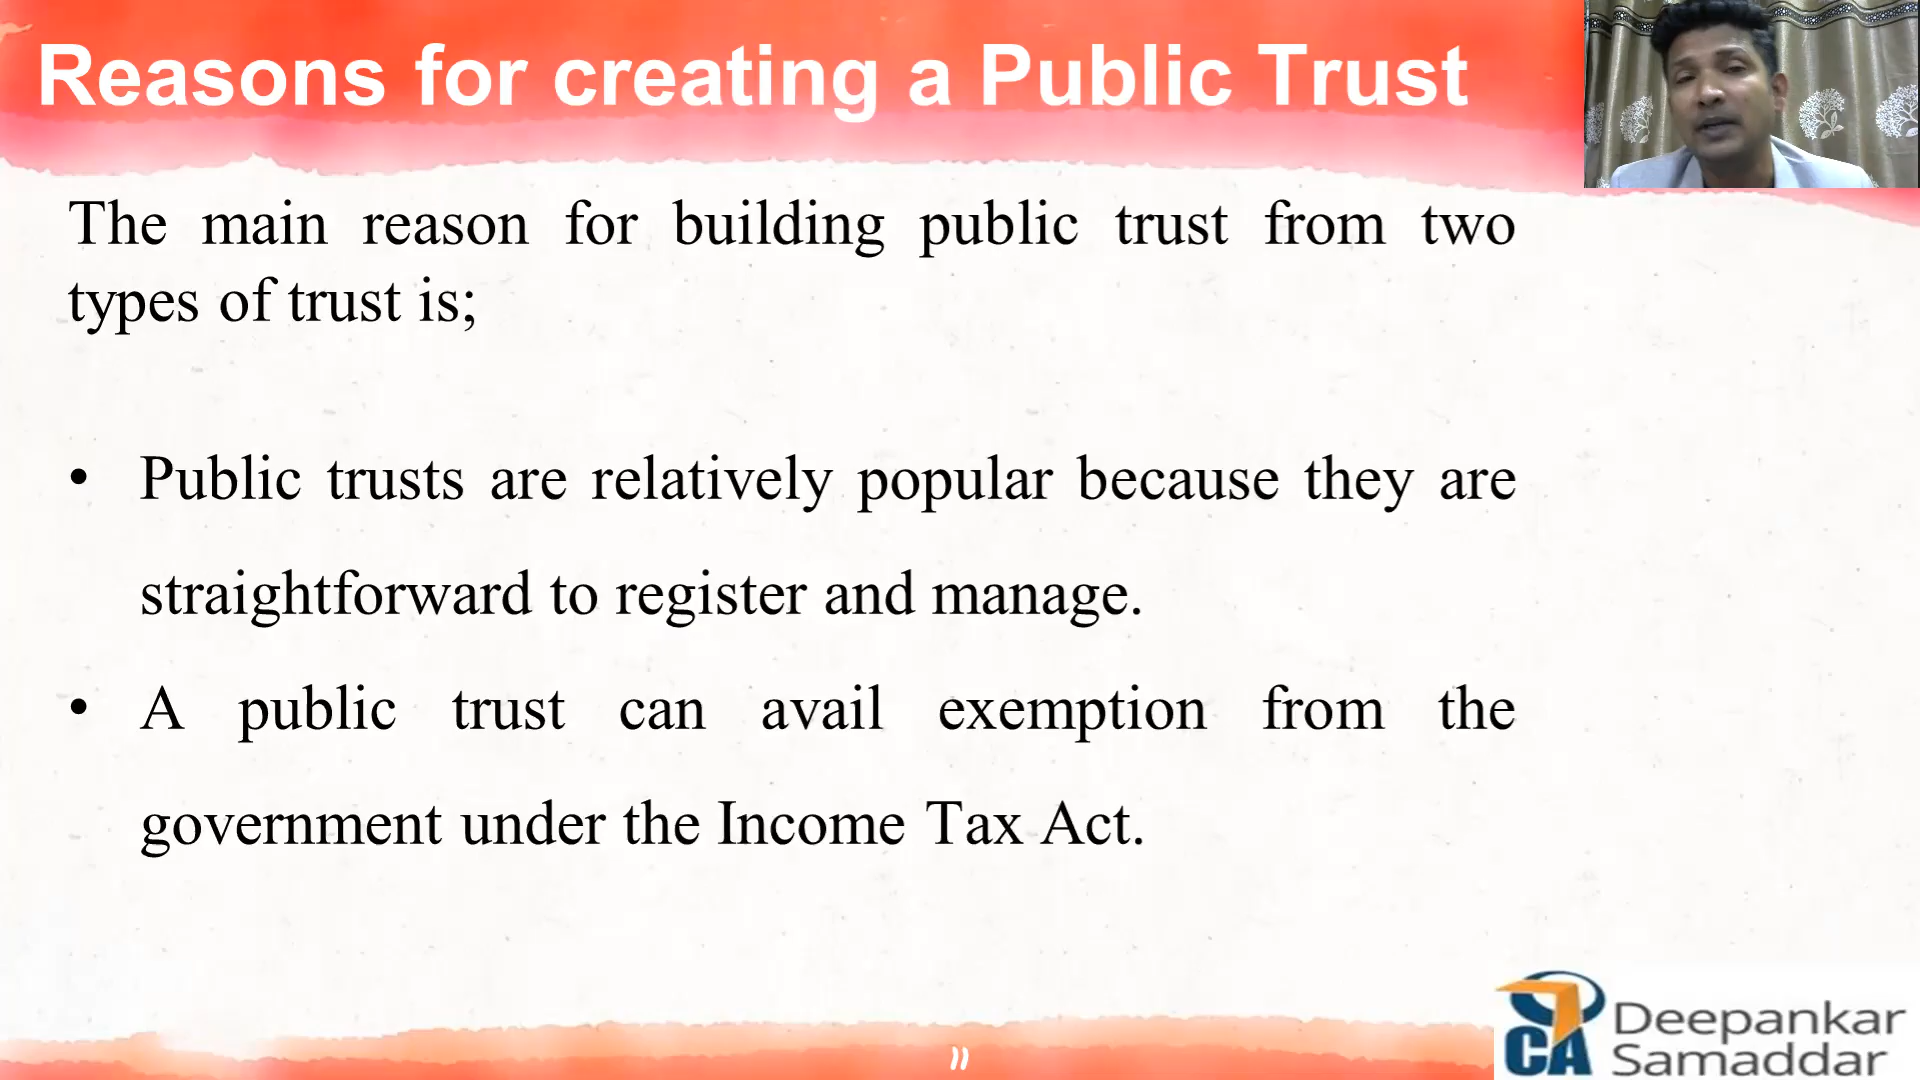 Reasons for creating a Public Trust
The main reason for building public trust from two
types of trust is;
• Public trusts are relatively popular because they are
straightforward to register and manage.
• A public trust can avail exemption from the
government under the Income Tax Act.
CA
Deepankar
Samaddar